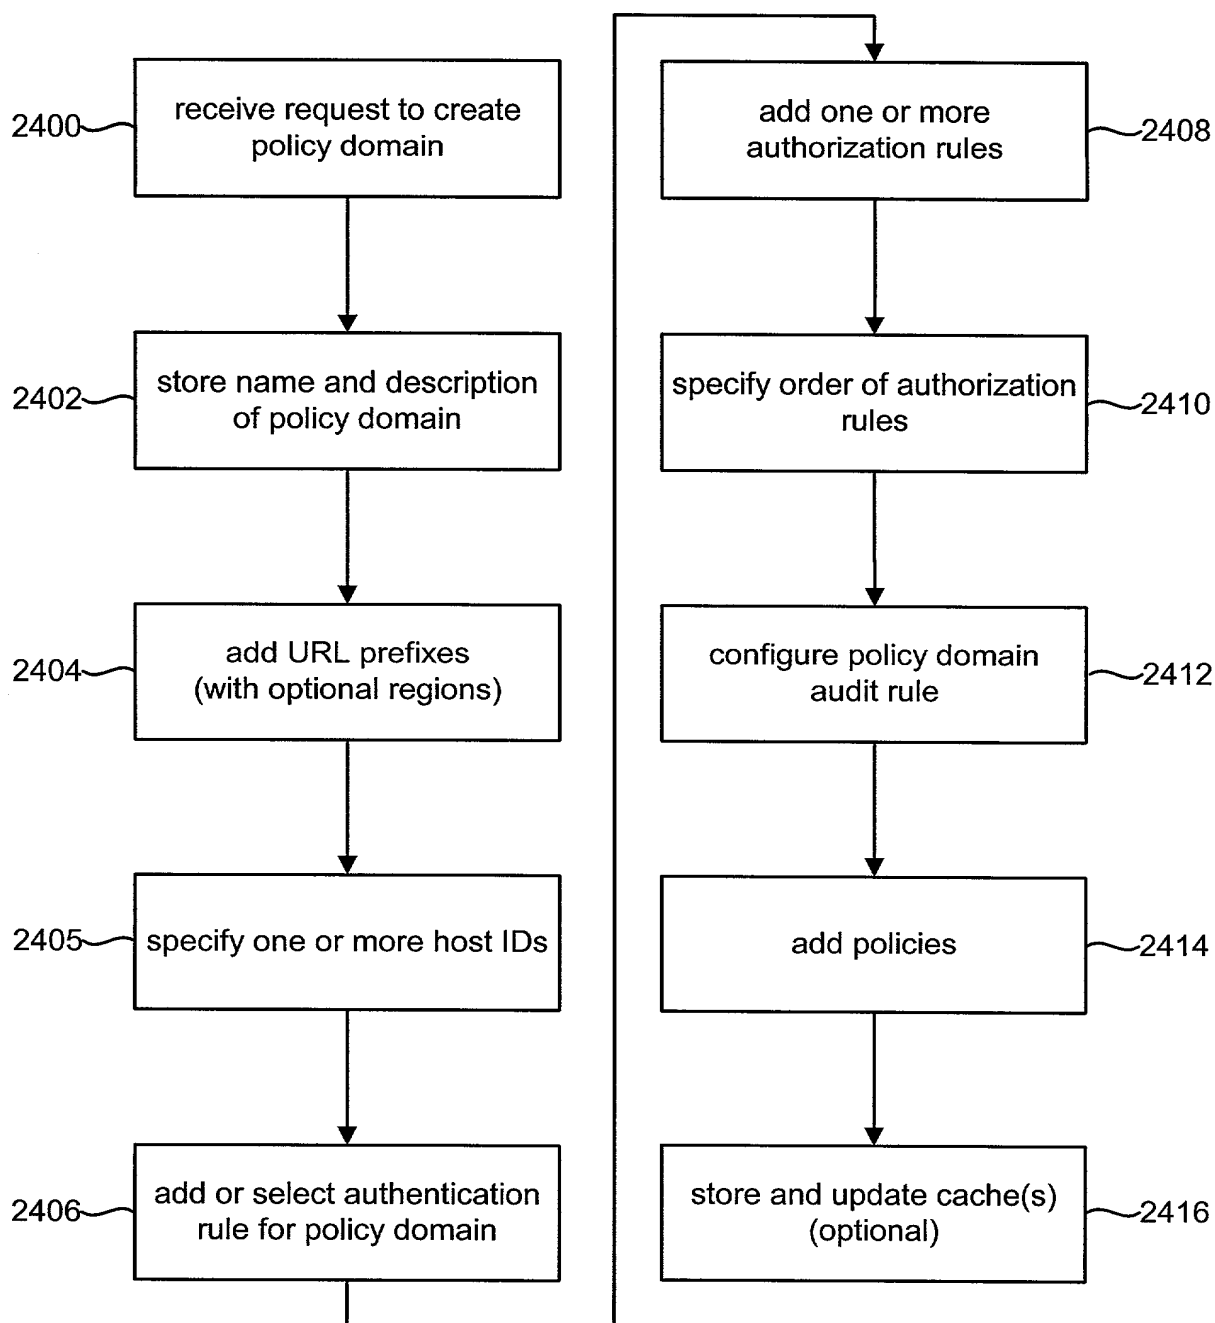 2400
receive request to create
policy domain
2402
store name and description
of policy domain
2404
add URL prefixes
(with optional regions)
2405
specify one or more host IDs
2406
add or select authentication
rule for policy domain
add one or more
authorization rules
2408
specify order of authorization
rules
2410
configure policy domain
audit rule
2412
add policies
2414
store and update cache(s)
(optional)
2416